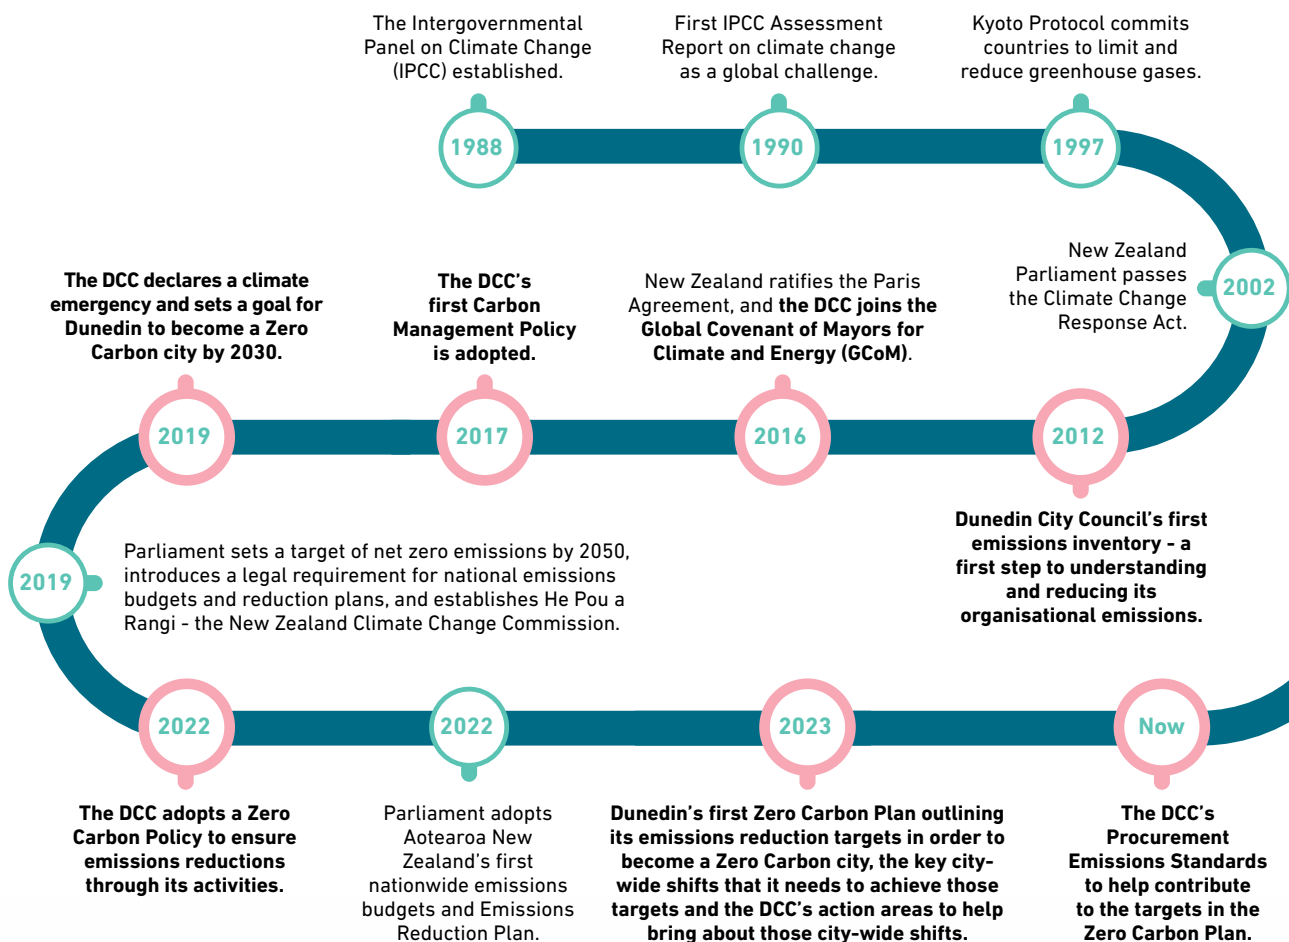 The Intergovernmental
Panel on Climate Change
(IPCC) established.
1988
First IPCC Assessment
Report on climate change
as a global challenge.
1990
Kyoto Protocol commits
countries to limit and
reduce greenhouse gases.
1997
New Zealand
Parliament passes
the Climate Change
Response Act.
2002
2012
Dunedin City Council's first
emissions inventory - a
first step to understanding
and reducing its
organisational emissions.
New Zealand ratifies the Paris
Agreement, and the DCC joins the
Global Covenant of Mayors for
Climate and Energy (GCoM).
2016
The DCC's
first Carbon
Management Policy
is adopted.
2017
The DCC declares a climate
emergency and sets a goal for
Dunedin to become a Zero
Carbon city by 2030.
2019
2019
Parliament sets a target of net zero emissions by 2050,
introduces a legal requirement for national emissions
budgets and reduction plans, and establishes He Pou a
Rangi - the New Zealand Climate Change Commission.
2022
The DCC adopts a Zero
Carbon Policy to ensure
emissions reductions
through its activities.
2022
Parliament adopts
Aotearoa New
Zealand's first
nationwide emissions
budgets and Emissions
Reduction Plan.
2023
Dunedin's first Zero Carbon Plan outlining
its emissions reduction targets in order to
become a Zero Carbon city, the key city-
wide shifts that it needs to achieve those
targets and the DCC's action areas to help
bring about those city-wide shifts.
Now
The DCC's
Procurement
Emissions Standards
to help contribute
to the targets in the
Zero Carbon Plan.